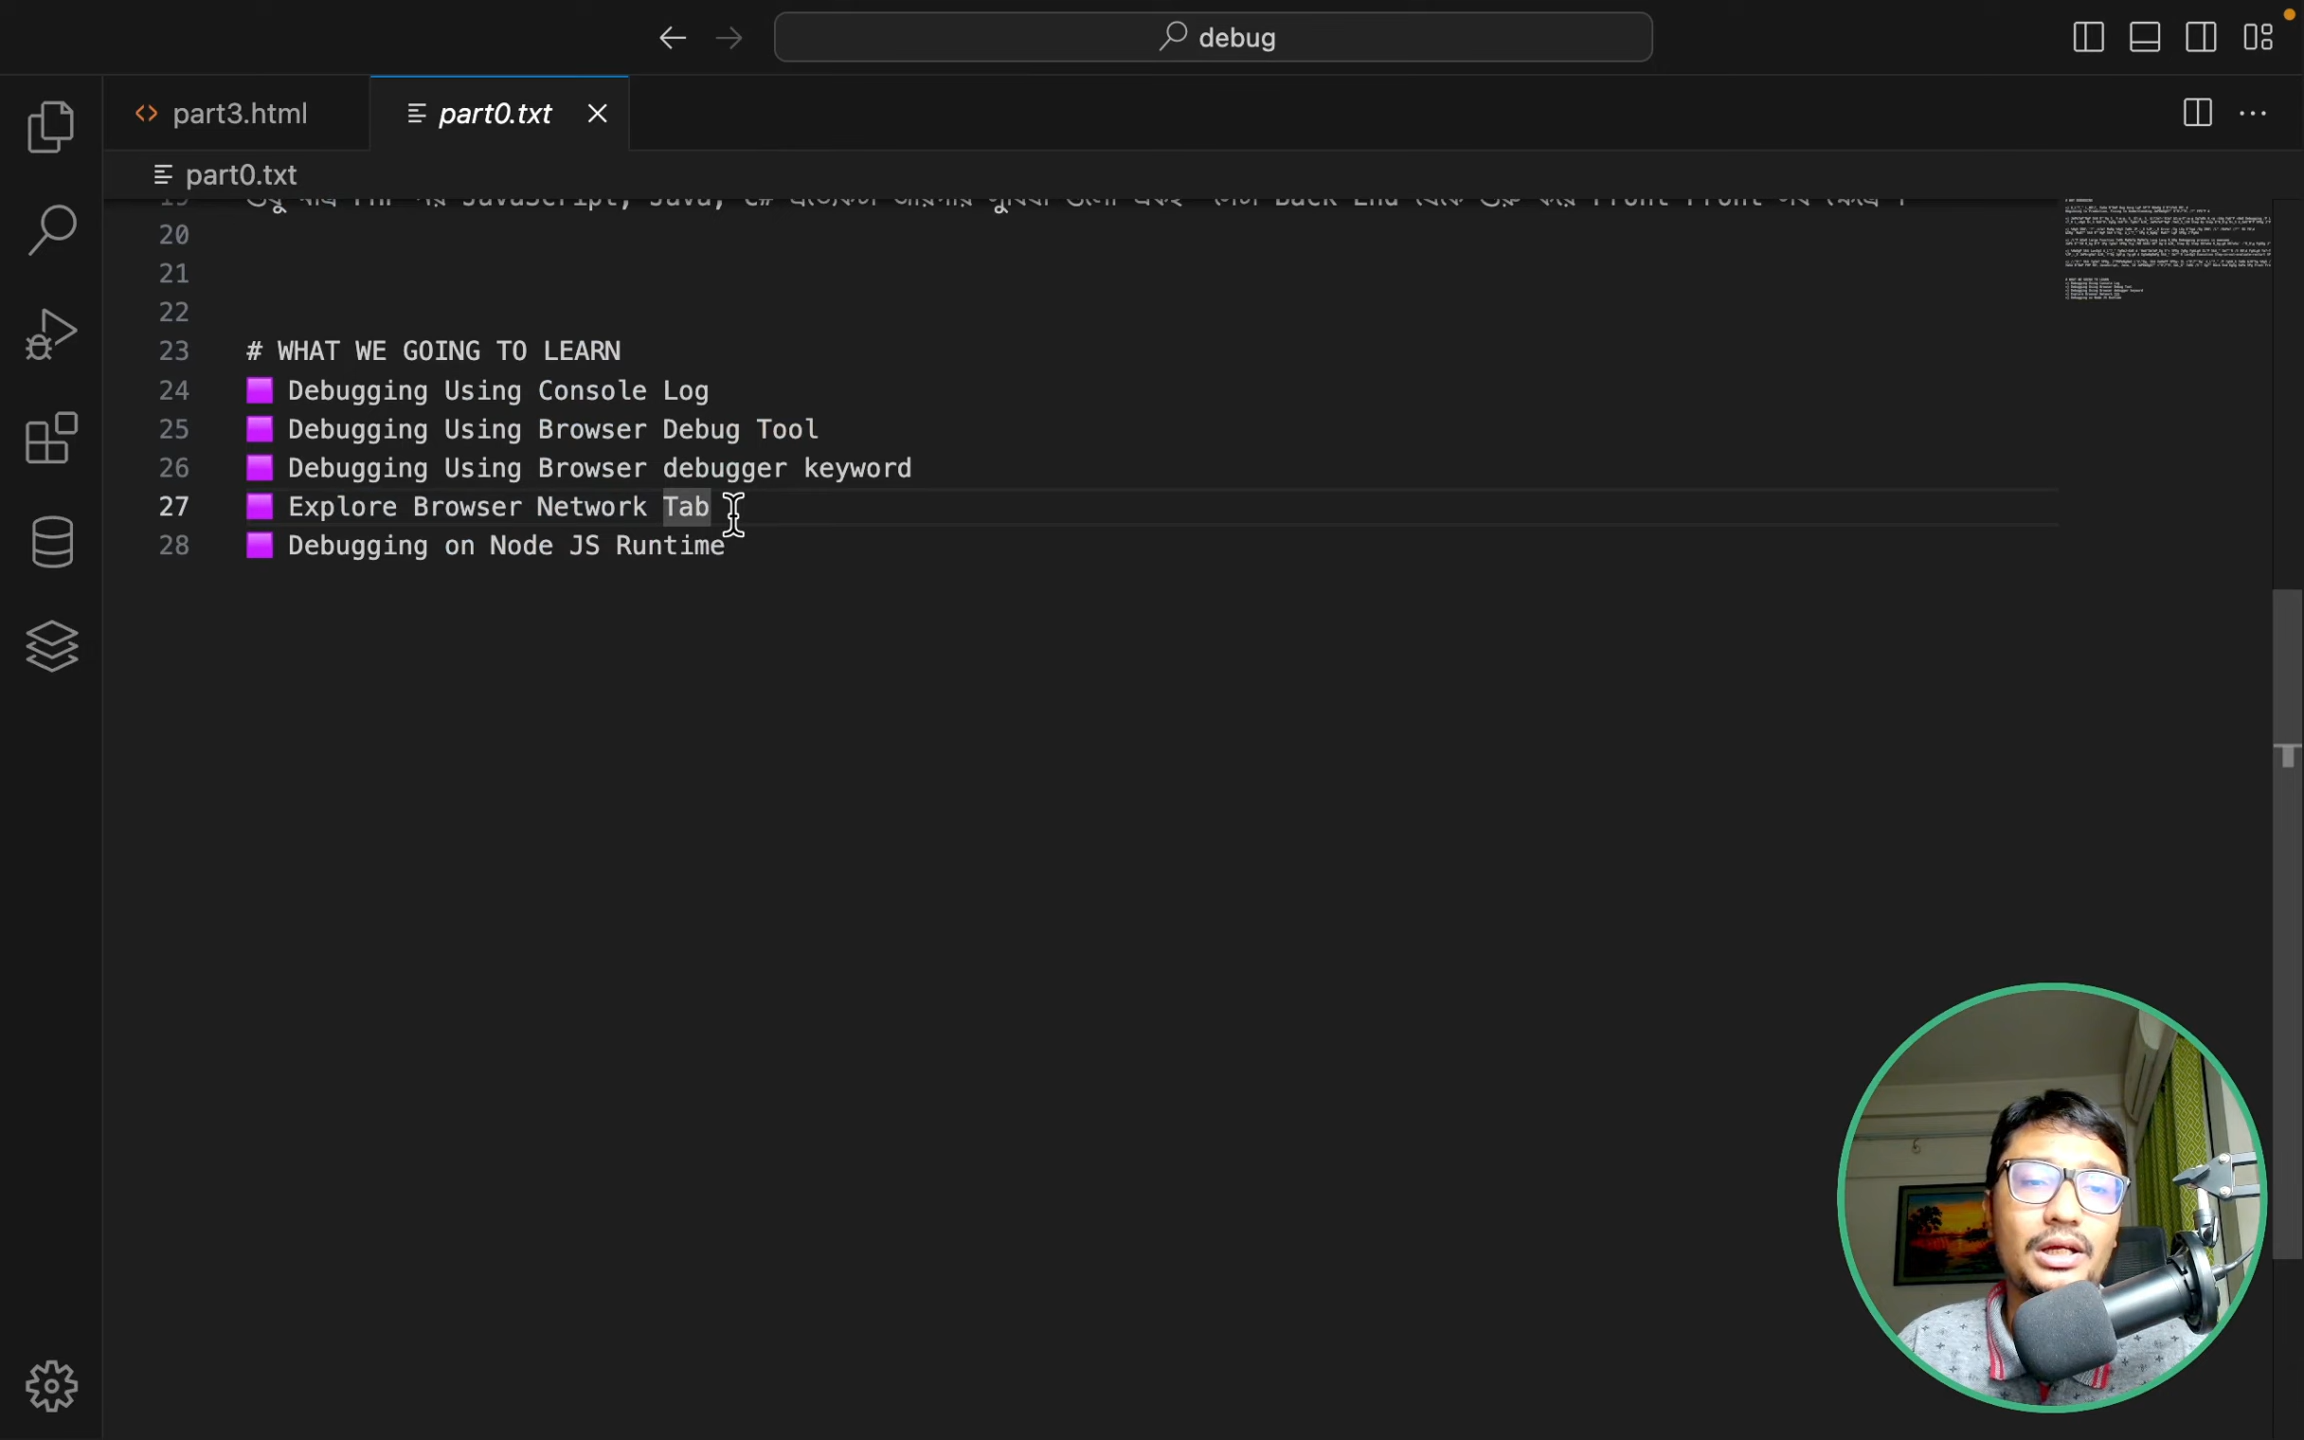 debug
part3.html
part0.txt
part0.txt
20
21
22
23 # WHAT WE GOING TO LEARN
24 🟪 Debugging Using Console Log
25 🟪 Debugging Using Browser Debug Tool
26 🟪 Debugging Using Browser debugger keyword
27 🟪 Explore Browser Network Tab
28 🟪 Debugging on Node JS Runtime